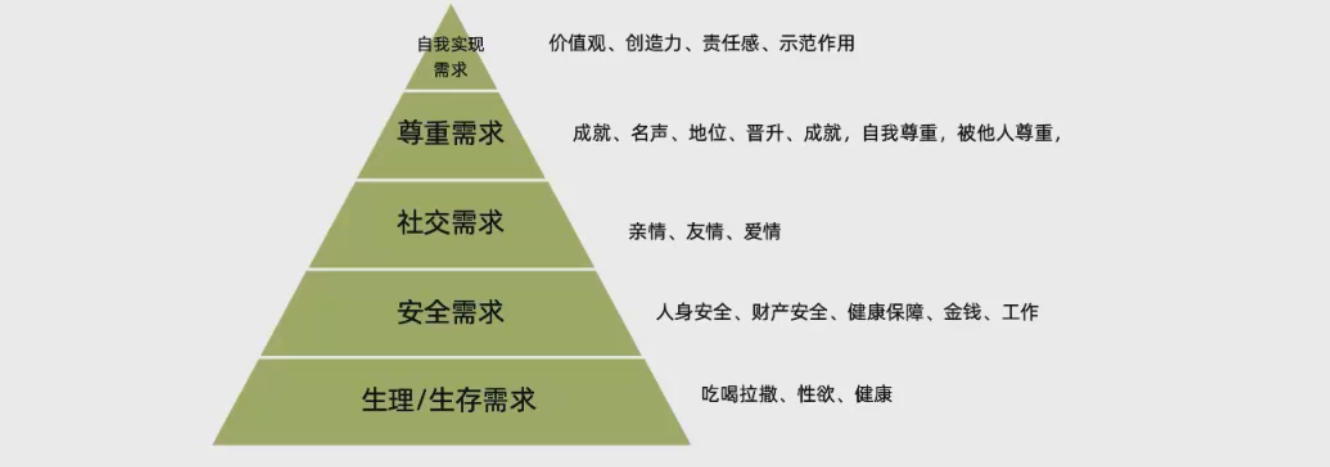 自我实现
需求
价值观、创造力、责任感、示范作用
尊重需求
成就、名声、地位、晋升、成就，自我尊重，被他人尊重，
社交需求
亲情、友情、爱情
安全需求
人身安全、财产安全、健康保障、金钱、工作
生理/生存需求
吃喝拉撒、性欲、健康